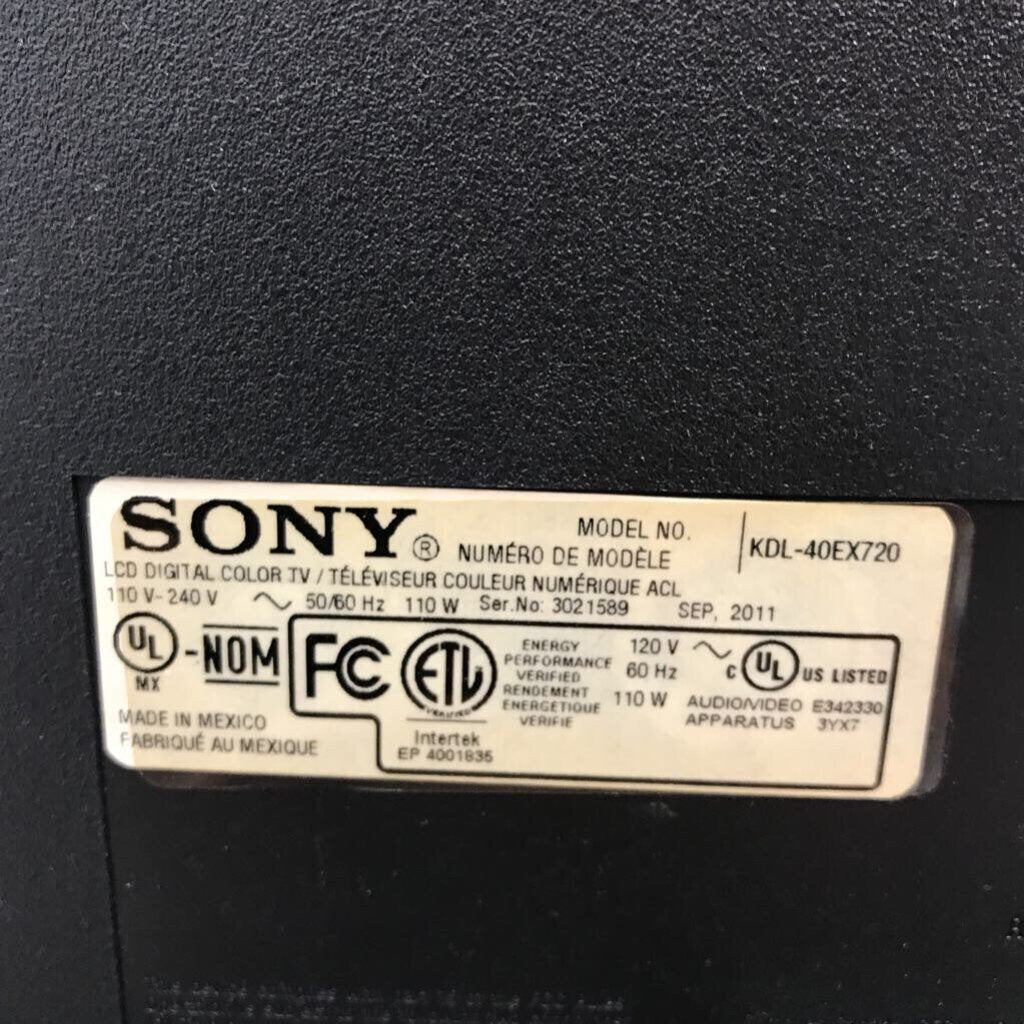 SONY®
MODEL NO.
NUMÉRO DE MODÈLE
KDL-40EX720
LCD DIGITAL COLOR TV / TÉLÉVISEUR COULEUR NUMÉRIQUE ACL
110 V-240 V ~ 50/60 Hz 110 W Ser.No: 3021589 SEP, 2011
UL
MX
-NOM
FC
ETL
VERIFIED
Intertek
EP 4001835
ENERGY
PERFORMANCE
VERIFIED
RENDEMENT
ENERGETIQUE
VERIFIE
120 V ~
60 Hz
110 W
C UL US LISTED
AUDIO/VIDEO E342330
APPARATUS 3YX7
MADE IN MEXICO
FABRIQUÉ AU MEXIQUE